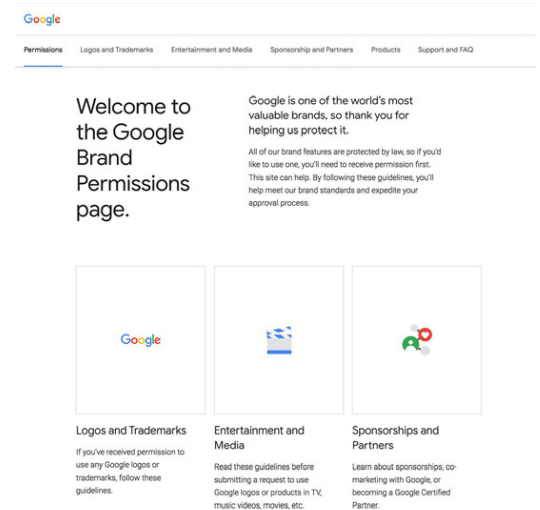 Google
Permissions Logos and Trademarks Entertainment and Media Sponsorship and Partners Products Support and FAQ
Welcome to
the Google
Brand
Permissions
page.
Google is one of the world's most
valuable brands, so thank you for
helping us protect it.
All of our brand features are protected by law, so if you'd
like to use one, you'll need to receive permission first.
This site can help. By following these guidelines, you'll
help meet our brand standards and expedite your
approval process.
Google
Logos and Trademarks
If you've received permission to
use any Google logos or
trademarks, follow these
guidelines.
Entertainment and
Media
Read these guidelines before
submitting a request to use
Google logos or products in TV,
music videos, movies, etc.
Sponsorships and
Partners
Learn about sponsorships, co-
marketing with Google, or
becoming a Google Certified
Partner.